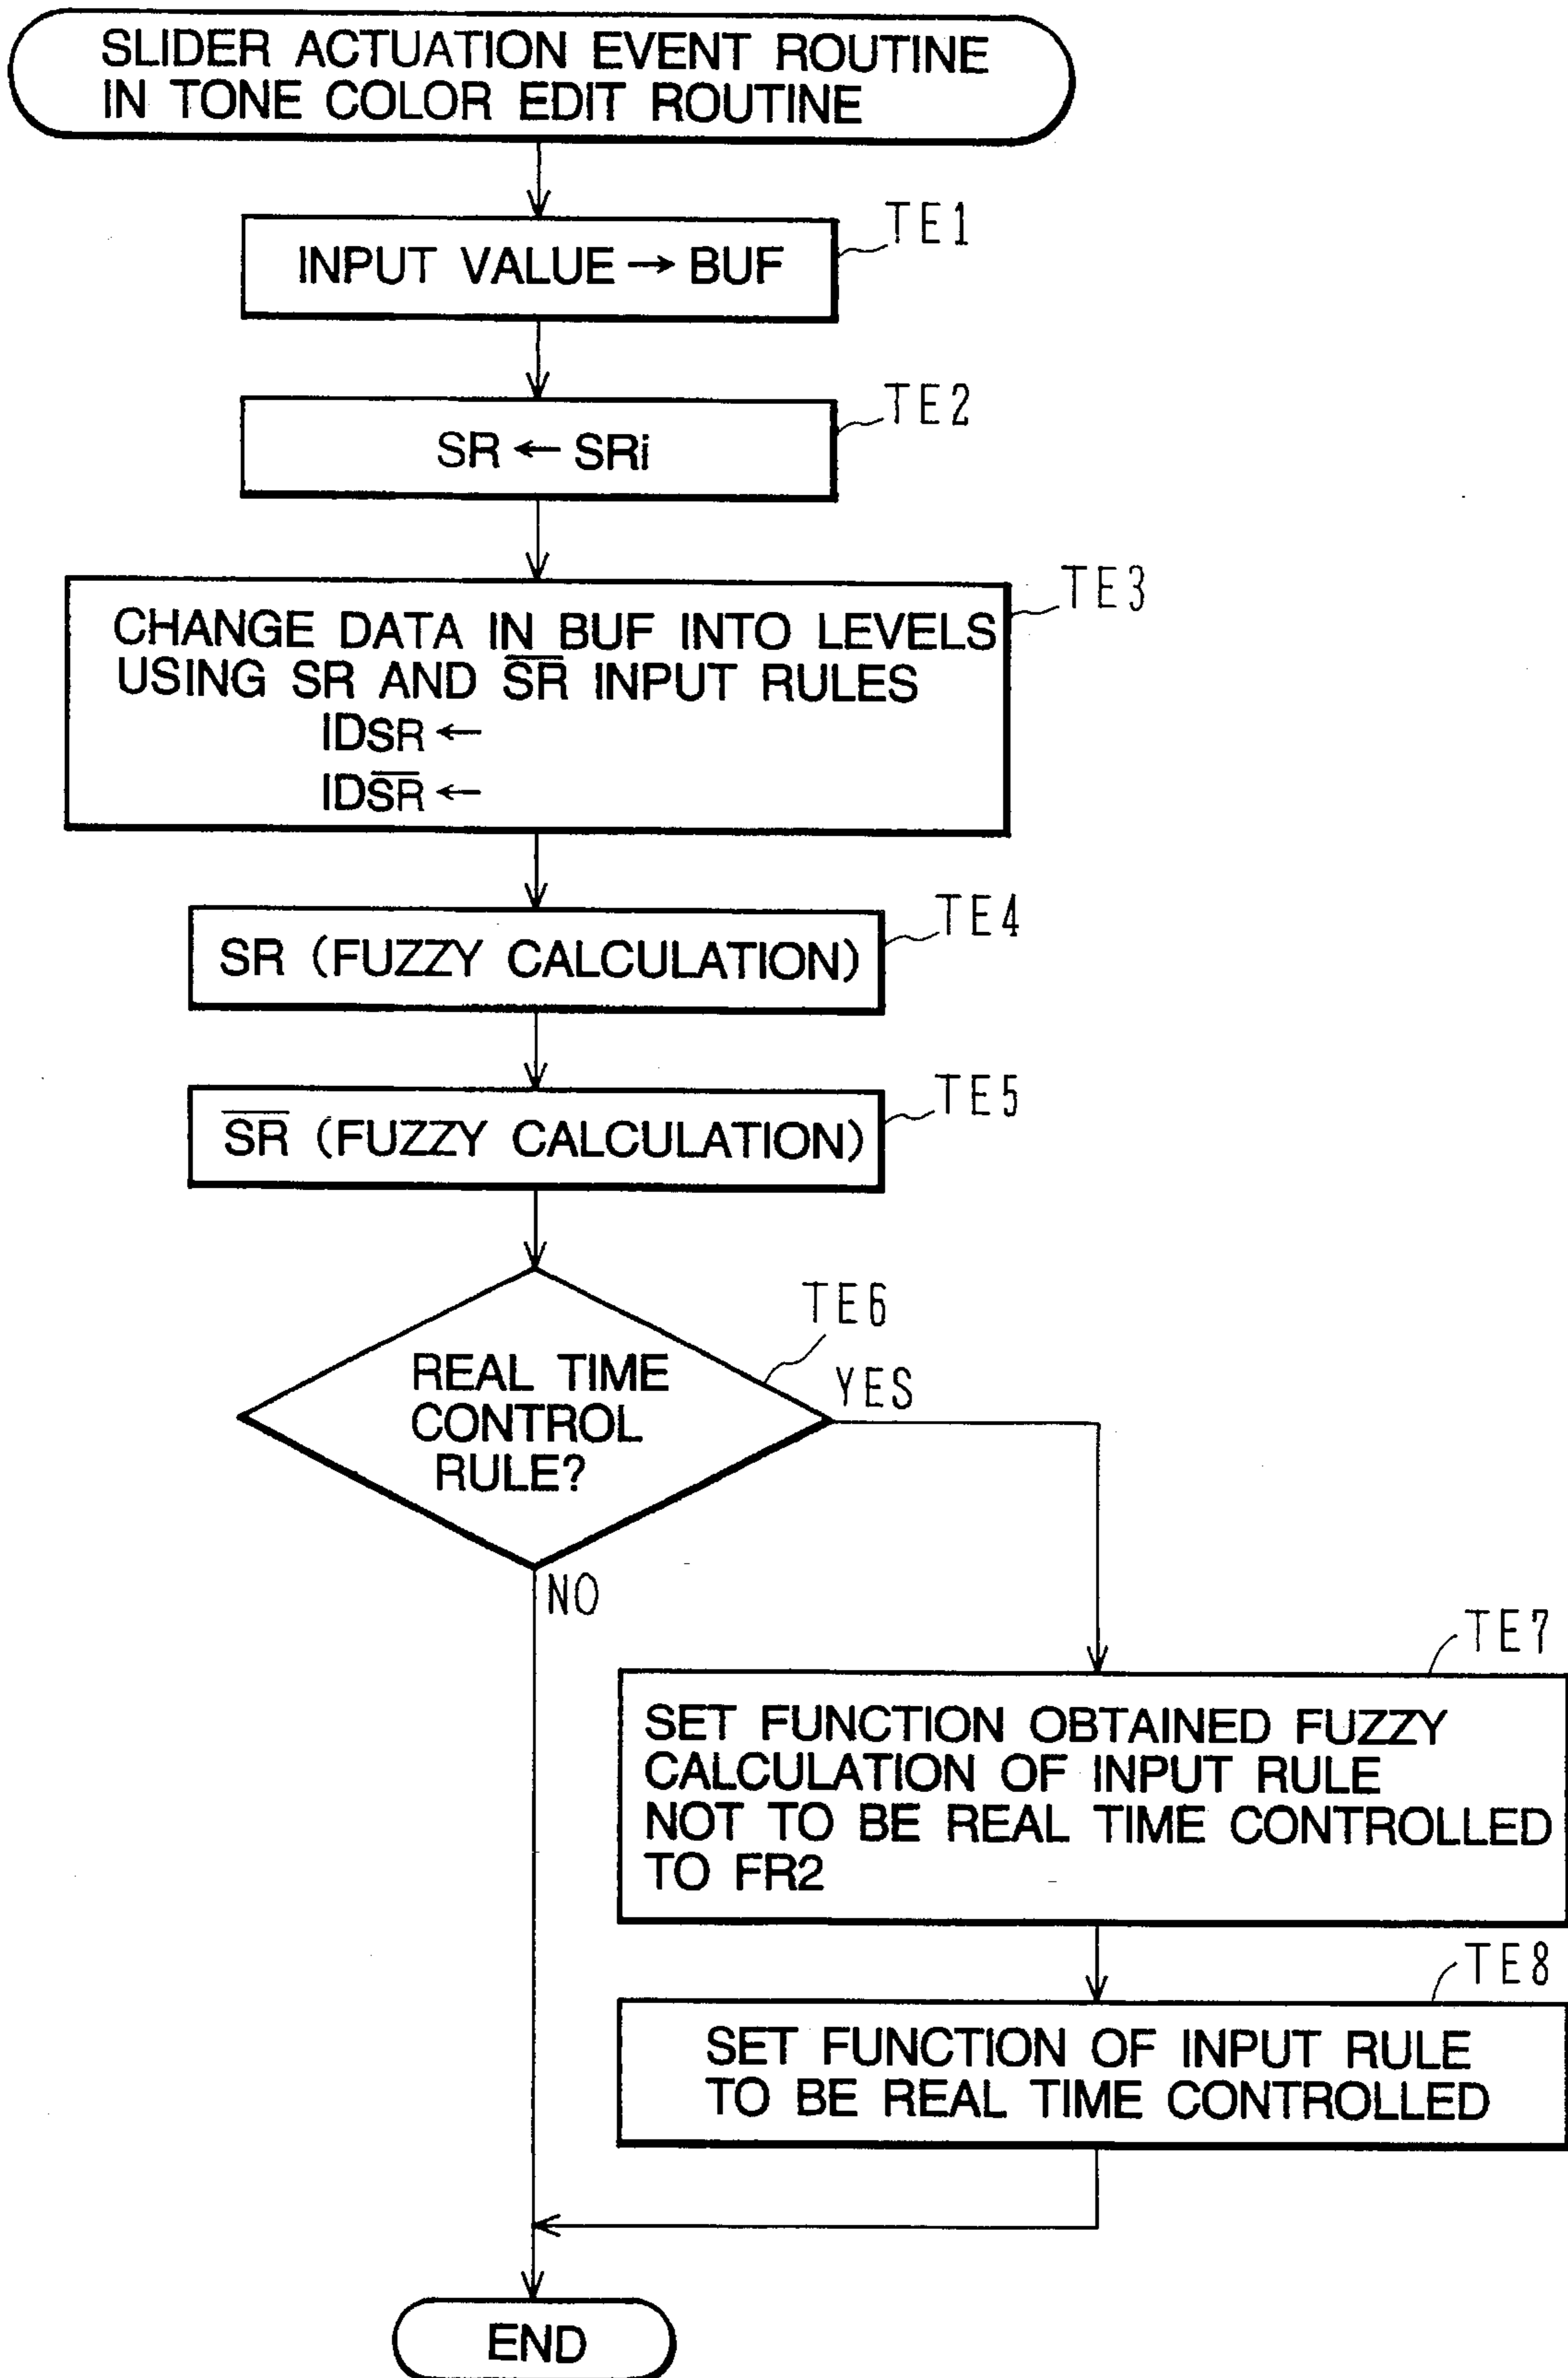 SLIDER ACTUATION EVENT ROUTINE
IN TONE COLOR EDIT ROUTINE
TE1
INPUT VALUE → BUF
TE2
SR ← SRi
TE3
CHANGE DATA IN BUF INTO LEVELS
USING SR AND S̅R̅ INPUT RULES
IDSR ←
IDS̅R̅ ←
TE4
SR (FUZZY CALCULATION)
TE5
S̅R̅ (FUZZY CALCULATION)
TE6
REAL TIME
CONTROL
RULE?
YES
NO
TE7
SET FUNCTION OBTAINED FUZZY
CALCULATION OF INPUT RULE
NOT TO BE REAL TIME CONTROLLED
TO FR2
TE8
SET FUNCTION OF INPUT RULE
TO BE REAL TIME CONTROLLED
END